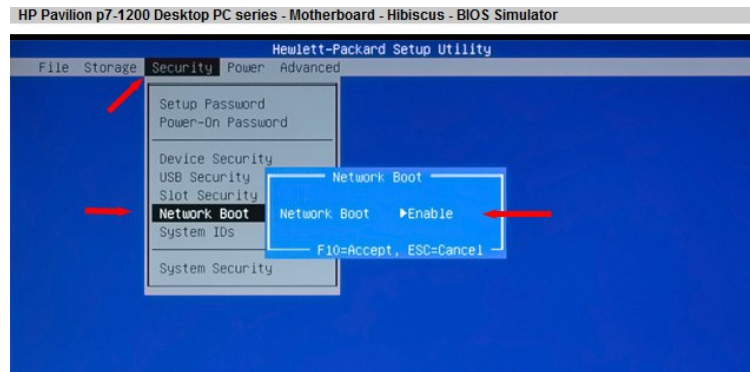 HP Pavilion p7-1200 Desktop PC series - Motherboard - Hibiscus - BIOS Simulator
Hewlett-Packard Setup Utility
File Storage Security Power Advanced
Setup Password
Power-On Password
Device Security
USB Security
Slot Security
Network Boot
System IDs
System Security
Network Boot
Network Boot ▶Enable
F10=Accept, ESC=Cancel